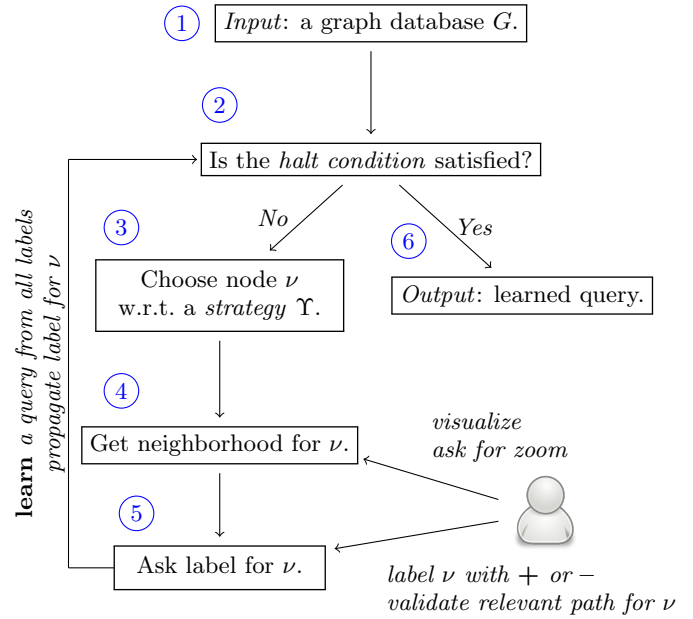 1
Input: a graph database G.
2
Is the halt condition satisfied?
No
Yes
3
6
Choose node ν
w.r.t. a strategy ϒ.
Output: learned query.
learn a query from all labels
propagate label for ν
4
Get neighborhood for ν.
visualize
ask for zoom
5
Ask label for ν.
label ν with + or −
validate relevant path for ν